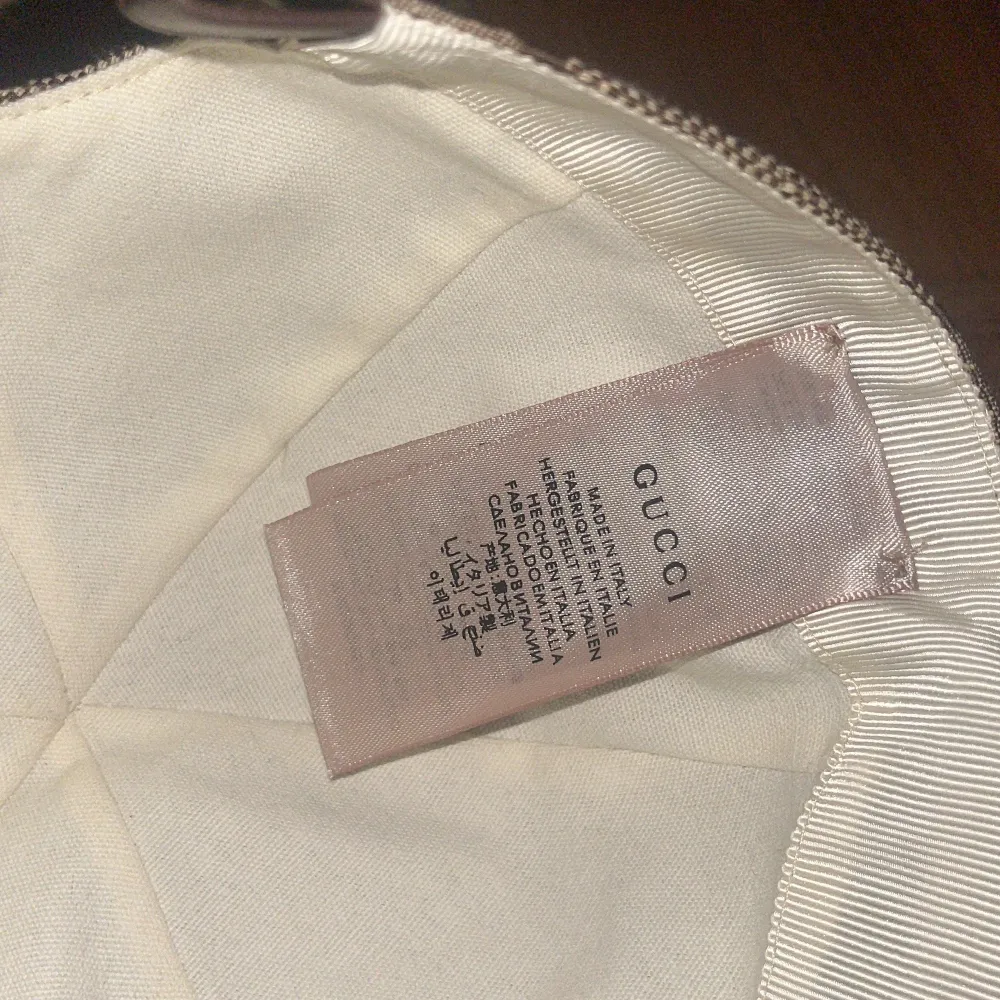 GUCCI
MADE IN ITALY
FABRIQUE EN ITALIE
HERGESTELLT IN ITALIEN
HECHO EN ITALIA
FABRICADO EM ITALIA
СДЕЛАНО В ИТАЛИИ
产地:意大利
イタリア製
صنع في إيطاليا
이태리제